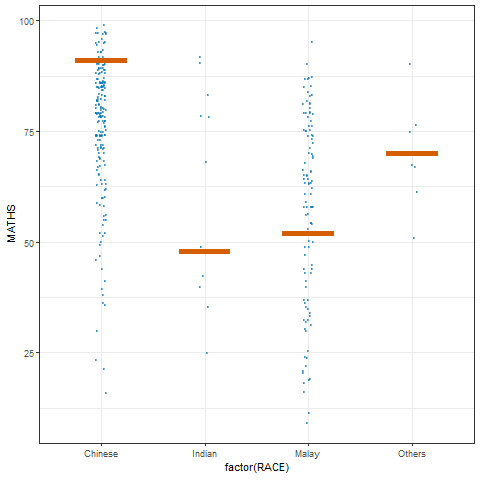 100
75
50
25
MATHS
Chinese
Indian
Malay
Others
factor(RACE)